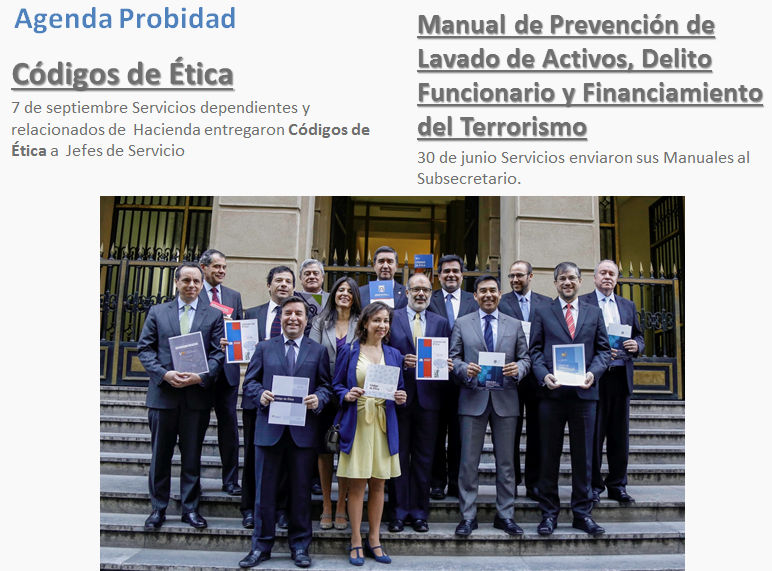 Agenda Probidad
Códigos de Ética
7 de septiembre Servicios dependientes y
relacionados de Hacienda entregaron Códigos de
Ética a Jefes de Servicio
Manual de Prevención de
Lavado de Activos, Delito
Funcionario y Financiamiento
del Terrorismo
30 de junio Servicios enviaron sus Manuales al
Subsecretario.